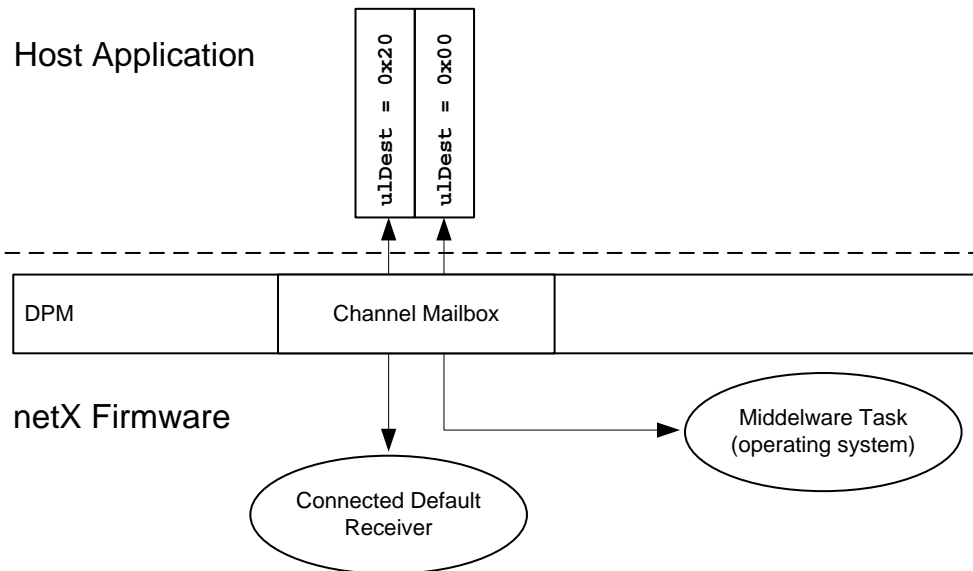 Host Application
ulDest = 0x20
ulDest = 0x00
DPM
Channel Mailbox
netX Firmware
Middelware Task
(operating system)
Connected Default
Receiver